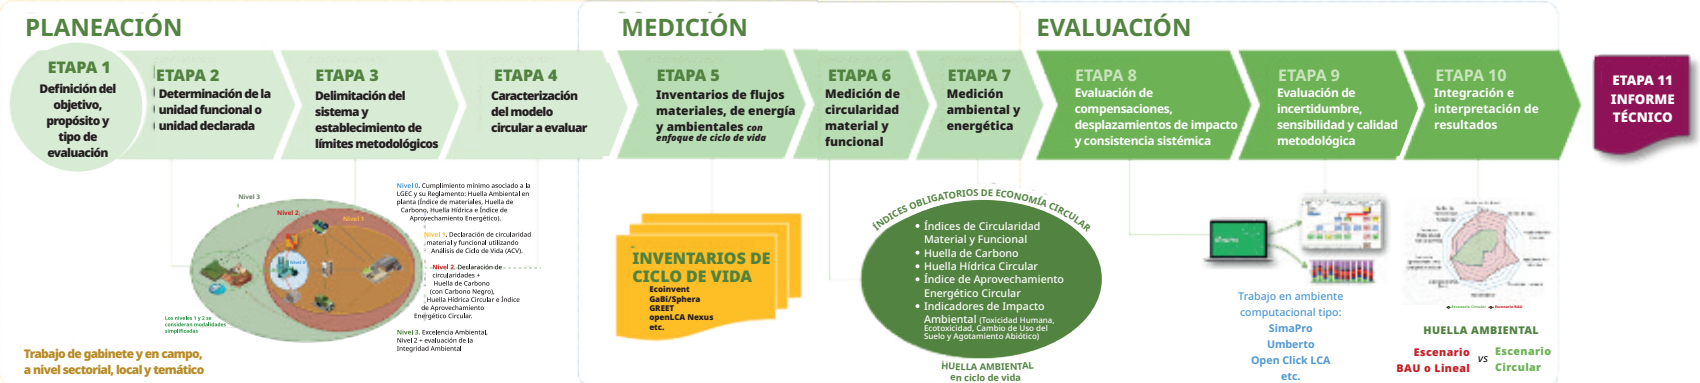 PLANEACIÓN
MEDICIÓN
EVALUACIÓN
ETAPA 1
Definición del
objetivo,
propósito y
tipo de
evaluación
ETAPA 2
Determinación de la
unidad funcional o
unidad declarada
ETAPA 3
Delimitación del
sistema y
establecimiento de
límites metodológicos
ETAPA 4
Caracterización
del modelo
circular a evaluar
ETAPA 5
Inventarios de flujos
materiales, de energía
y ambientales con
enfoque de ciclo de vida
ETAPA 6
Medición de
circularidad
material y
funcional
ETAPA 7
Medición
ambiental y
energética
ETAPA 8
Evaluación de
compensaciones,
desplazamientos de impacto
y consistencia sistémica
ETAPA 9
Evaluación de
incertidumbre,
sensibilidad y calidad
metodológica
ETAPA 10
Integración e
interpretación de
resultados
ETAPA 11
INFORME
TÉCNICO
Nivel 3
Nivel 2.
Nivel 1
Nivel 0. Cumplimiento mínimo asociado a la
LGEC y su Reglamento: Huella Ambiental en
planta (Índice de materiales, Huella de
Carbono, Huella Hídrica e Índice de
Aprovechamiento Energético).
Nivel 1. Declaración de circularidad
material y funcional utilizando
Análisis de Ciclo de Vida (ACV).
Nivel 2. Declaración de
circularidades +
Huella de Carbono
(con Carbono Negro),
Huella Hídrica Circular e Índice
de Aprovechamiento
Energético Circular.
Nivel 3. Excelencia Ambiental,
Nivel 2 + evaluación de la
Integridad Ambiental
Los niveles 1 y 2 se
consideran modalidades
simplificadas
Trabajo de gabinete y en campo,
a nivel sectorial, local y temático
INVENTARIOS DE
CICLO DE VIDA
Ecoinvent
GaBi/Sphera
GREET
openLCA Nexus
etc.
ÍNDICES OBLIGATORIOS DE ECONOMÍA CIRCULAR
• Índices de Circularidad
Material y Funcional
• Huella de Carbono
• Huella Hídrica Circular
• Índice de Aprovechamiento
Energético Circular
• Indicadores de Impacto
Ambiental (Toxicidad Humana,
Ecotoxicidad, Cambio de Uso del
Suelo y Agotamiento Abiótico)
HUELLA AMBIENTAL
en ciclo de vida
Trabajo en ambiente
computacional tipo:
SimaPro
Umberto
Open Click LCA
etc.
HUELLA AMBIENTAL
Escenario
BAU o Lineal
vs
Escenario
Circular